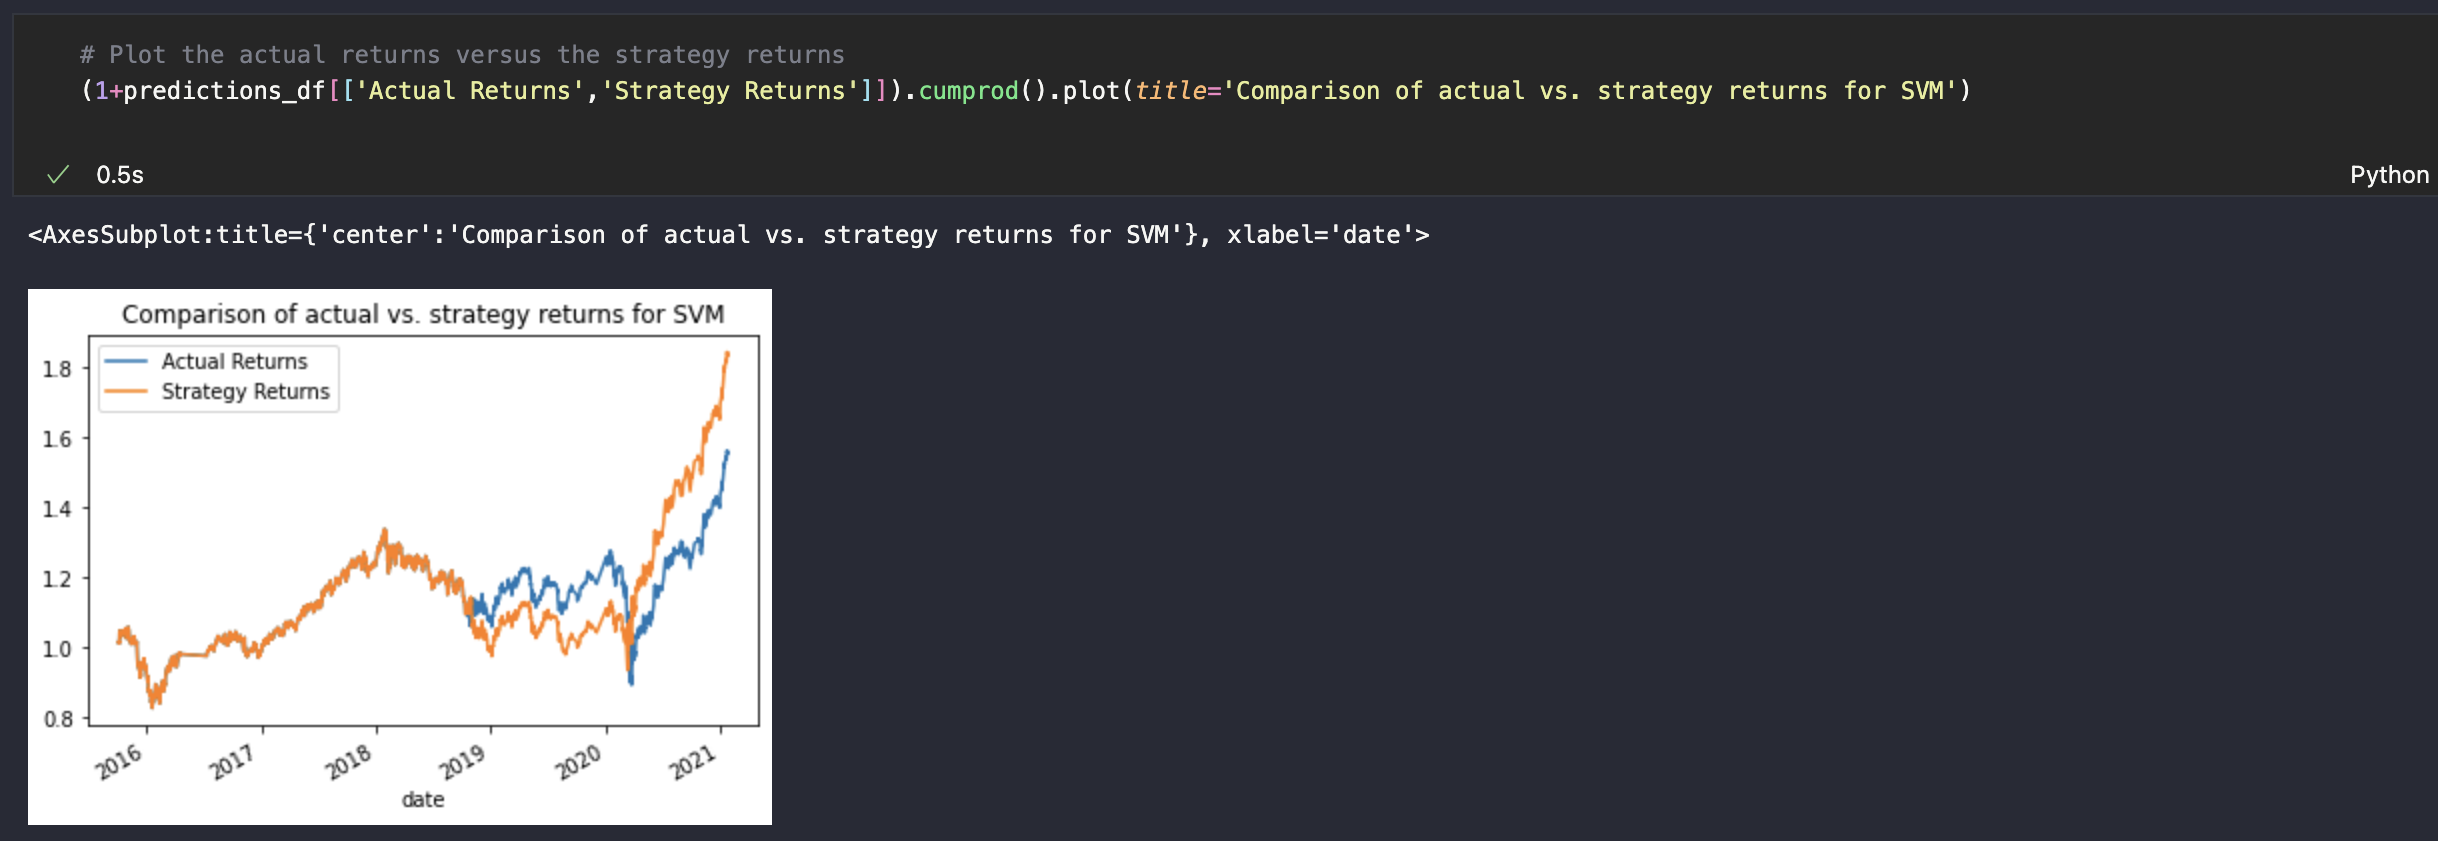 # Plot the actual returns versus the strategy returns
(1+predictions_df[['Actual Returns','Strategy Returns']]).cumprod().plot(title='Comparison of actual vs. strategy returns for SVM')
0.5s
Python
<AxesSubplot:title={'center':'Comparison of actual vs. strategy returns for SVM'}, xlabel='date'>
Comparison of actual vs. strategy returns for SVM
Actual Returns
Strategy Returns
1.8
1.6
1.4
1.2
1.0
0.8
2016
2017
2018
2019
2020
2021
date